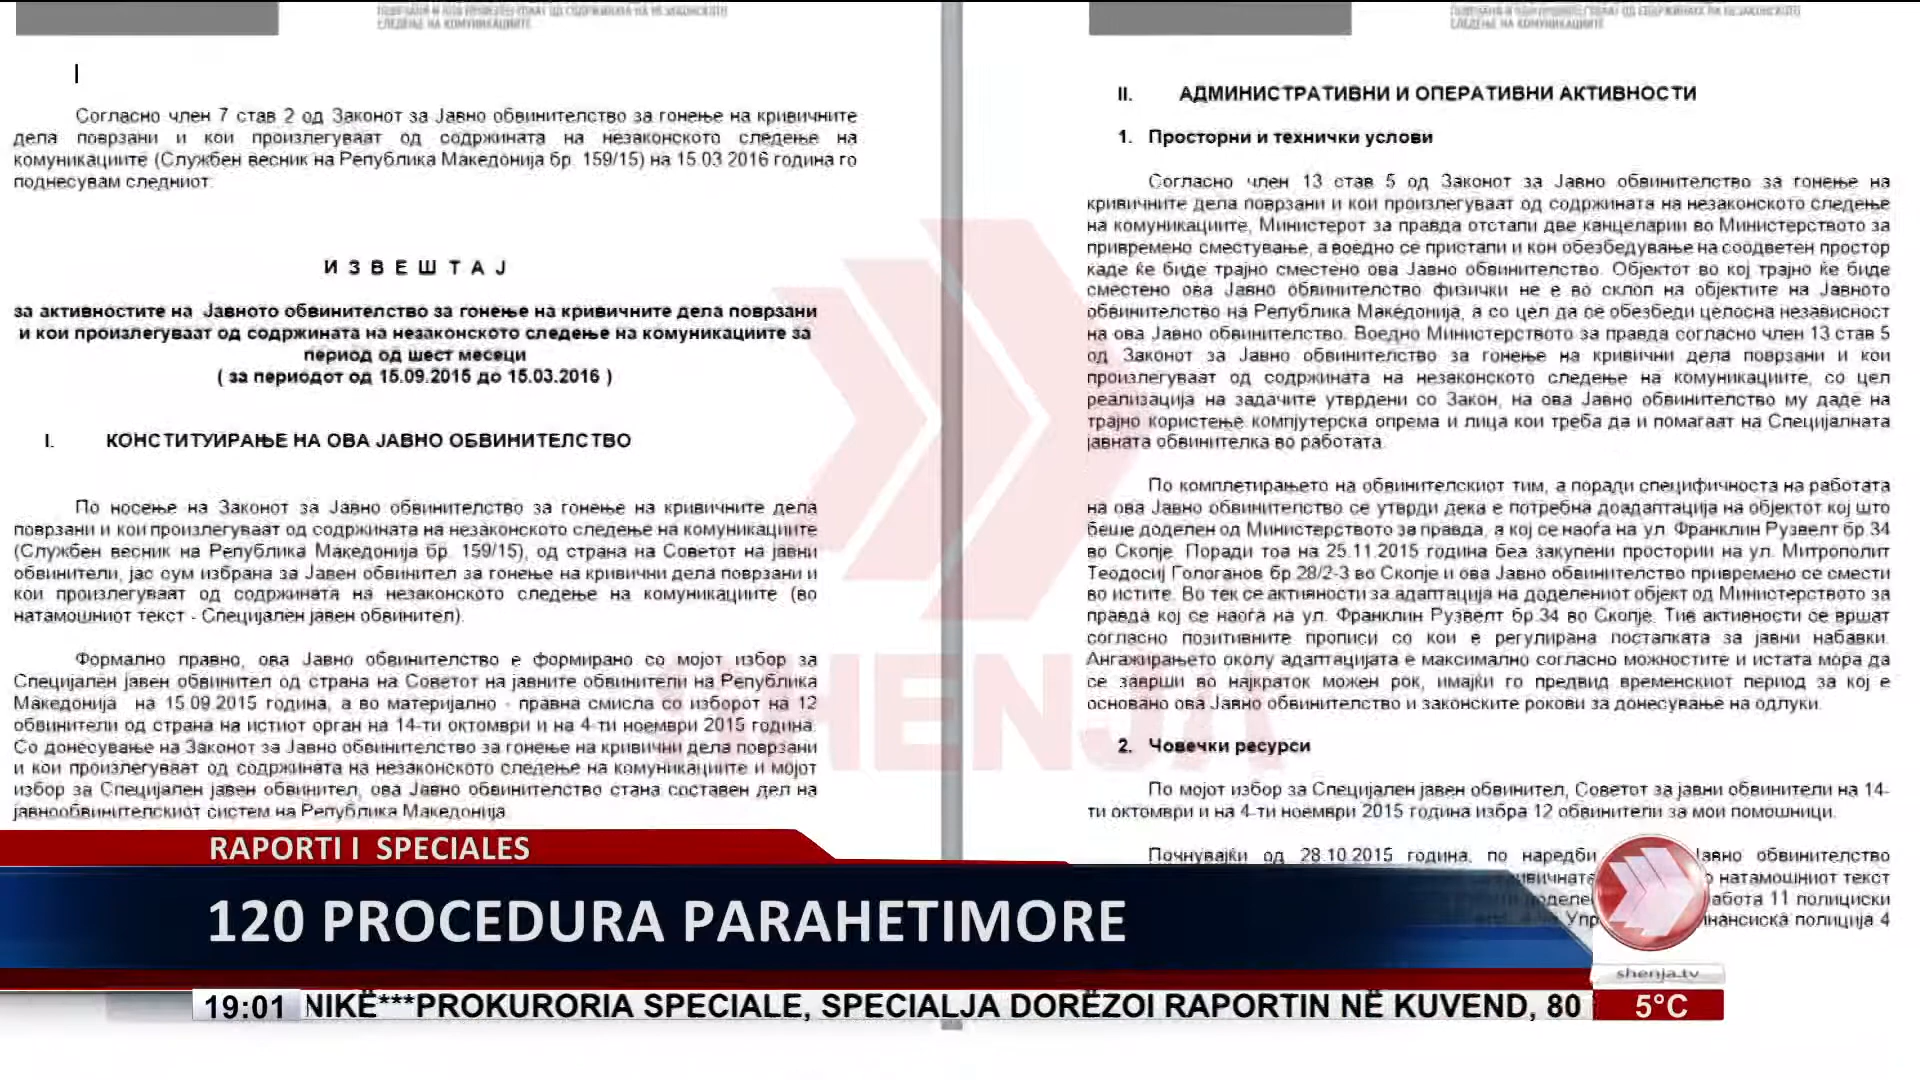 СЛЕДЕЊЕ НА КОМУНИКАЦИИТЕ
Согласно член 7 став 2 од Законот за Јавно обвинителство за гонење на кривичните
дела поврзани и кои произлегуваат од содржината на незаконското следење на
комуникациите (Службен весник на Република Македонија бр. 159/15) на 15.03.2016 година го
поднесувам следниот:
И З В Е Ш Т А Ј
за активностите на Јавното обвинителство за гонење на кривичните дела поврзани
и кои произлегуваат од содржината на незаконското следење на комуникациите за
период од шест месеци
( за периодот од 15.09.2015 до 15.03.2016 )
I. КОНСТИТУИРАЊЕ НА ОВА ЈАВНО ОБВИНИТЕЛСТВО
По носење на Законот за Јавно обвинителство за гонење на кривичните дела
поврзани и кои произлегуваат од содржината на незаконското следење на комуникациите
(Службен весник на Република Македонија бр. 159/15), од страна на Советот на јавни
обвинители, јас сум избрана за Јавен обвинител за гонење на кривични дела поврзани и
кои произлегуваат од содржината на незаконското следење на комуникациите (во
натамошниот текст - Специјален јавен обвинител).
Формално правно, ова Јавно обвинителство е формирано со мојот избор за
Специјален јавен обвинител од страна на Советот на јавните обвинители на Република
Македонија на 15.09.2015 година, а во материјално - правна смисла со изборот на 12
обвинители од страна на истиот орган на 14-ти октомври и на 4-ти ноември 2015 година.
Со донесување на Законот за Јавно обвинителство за гонење на кривични дела поврзани
и кои произлегуваат од содржината на незаконското следење на комуникациите и мојот
избор за Специјален јавен обвинител, ова Јавно обвинителство стана составен дел на
јавнообвинителскиот систем на Република Македонија.
СЛЕДЕЊЕ НА КОМУНИКАЦИИТЕ
II. АДМИНИСТРАТИВНИ И ОПЕРАТИВНИ АКТИВНОСТИ
1. Просторни и технички услови
Согласно член 13 став 5 од Законот за Јавно обвинителство за гонење на
кривичните дела поврзани и кои произлегуваат од содржината на незаконското следење
на комуникациите, Министерот за правда отстапи две канцеларии во Министерството за
привремено сместување, а воедно се пристапи и кон обезбедување на соодветен простор
каде ќе биде трајно сместено ова Јавно обвинителство. Објектот во кој трајно ќе биде
сместено ова Јавно обвинителство физички не е во склоп на објектите на Јавното
обвинителство на Република Македонија, а со цел да се обезбеди целосна независност
на ова Јавно обвинителство. Воедно Министерството за правда согласно член 13 став 5
од Законот за Јавно обвинителство за гонење на кривични дела поврзани и кои
произлегуваат од содржината на незаконското следење на комуникациите, со цел
реализација на задачите утврдени со Закон, на ова Јавно обвинителство му даде на
трајно користење компјутерска опрема и лица кои треба да и помагаат на Специјалната
јавната обвинителка во работата.
По комплетирањето на обвинителскиот тим, а поради специфичноста на работата
на ова Јавно обвинителство се утврди дека е потребна доадаптација на објектот кој што
беше доделен од Министерството за правда, а кој се наоѓа на ул. Франклин Рузвелт бр.34
во Скопје. Поради тоа на 25.11.2015 година беа закупени простории на ул. Митрополит
Теодосиј Гологанов бр.28/2-3 во Скопје и ова Јавно обвинителство привремено се смести
во истите. Во тек се активности за адаптација на доделениот објект од Министерството за
правда кој се наоѓа на ул. Франклин Рузвелт бр.34 во Скопје. Тие активности се вршат
согласно позитивните прописи со кои е регулирана постапката за јавни набавки.
Ангажирањето околу адаптацијата е максимално согласно можностите и истата мора да
се заврши во најкраток можен рок, имајќи го предвид временскиот период за кој е
основано ова Јавно обвинителство и законските рокови за донесување на одлуки.
2. Човечки ресурси
По мојот избор за Специјален јавен обвинител, Советот за јавни обвинители на 14-
ти октомври и на 4-ти ноември 2015 година избра 12 обвинители за мои помошници.
Почнувајќи од 28.10.2015 година, по наредби Јавно обвинителство
натамошниот текст
11 полициски
полиција 4
SHENJA
RAPORTI I SPECIALES
120 PROCEDURA PARAHETIMORE
shenja.tv
19:01 NIKË***PROKURORIA SPECIALE, SPECIALJA DORËZOI RAPORTIN NË KUVEND, 80 5°C